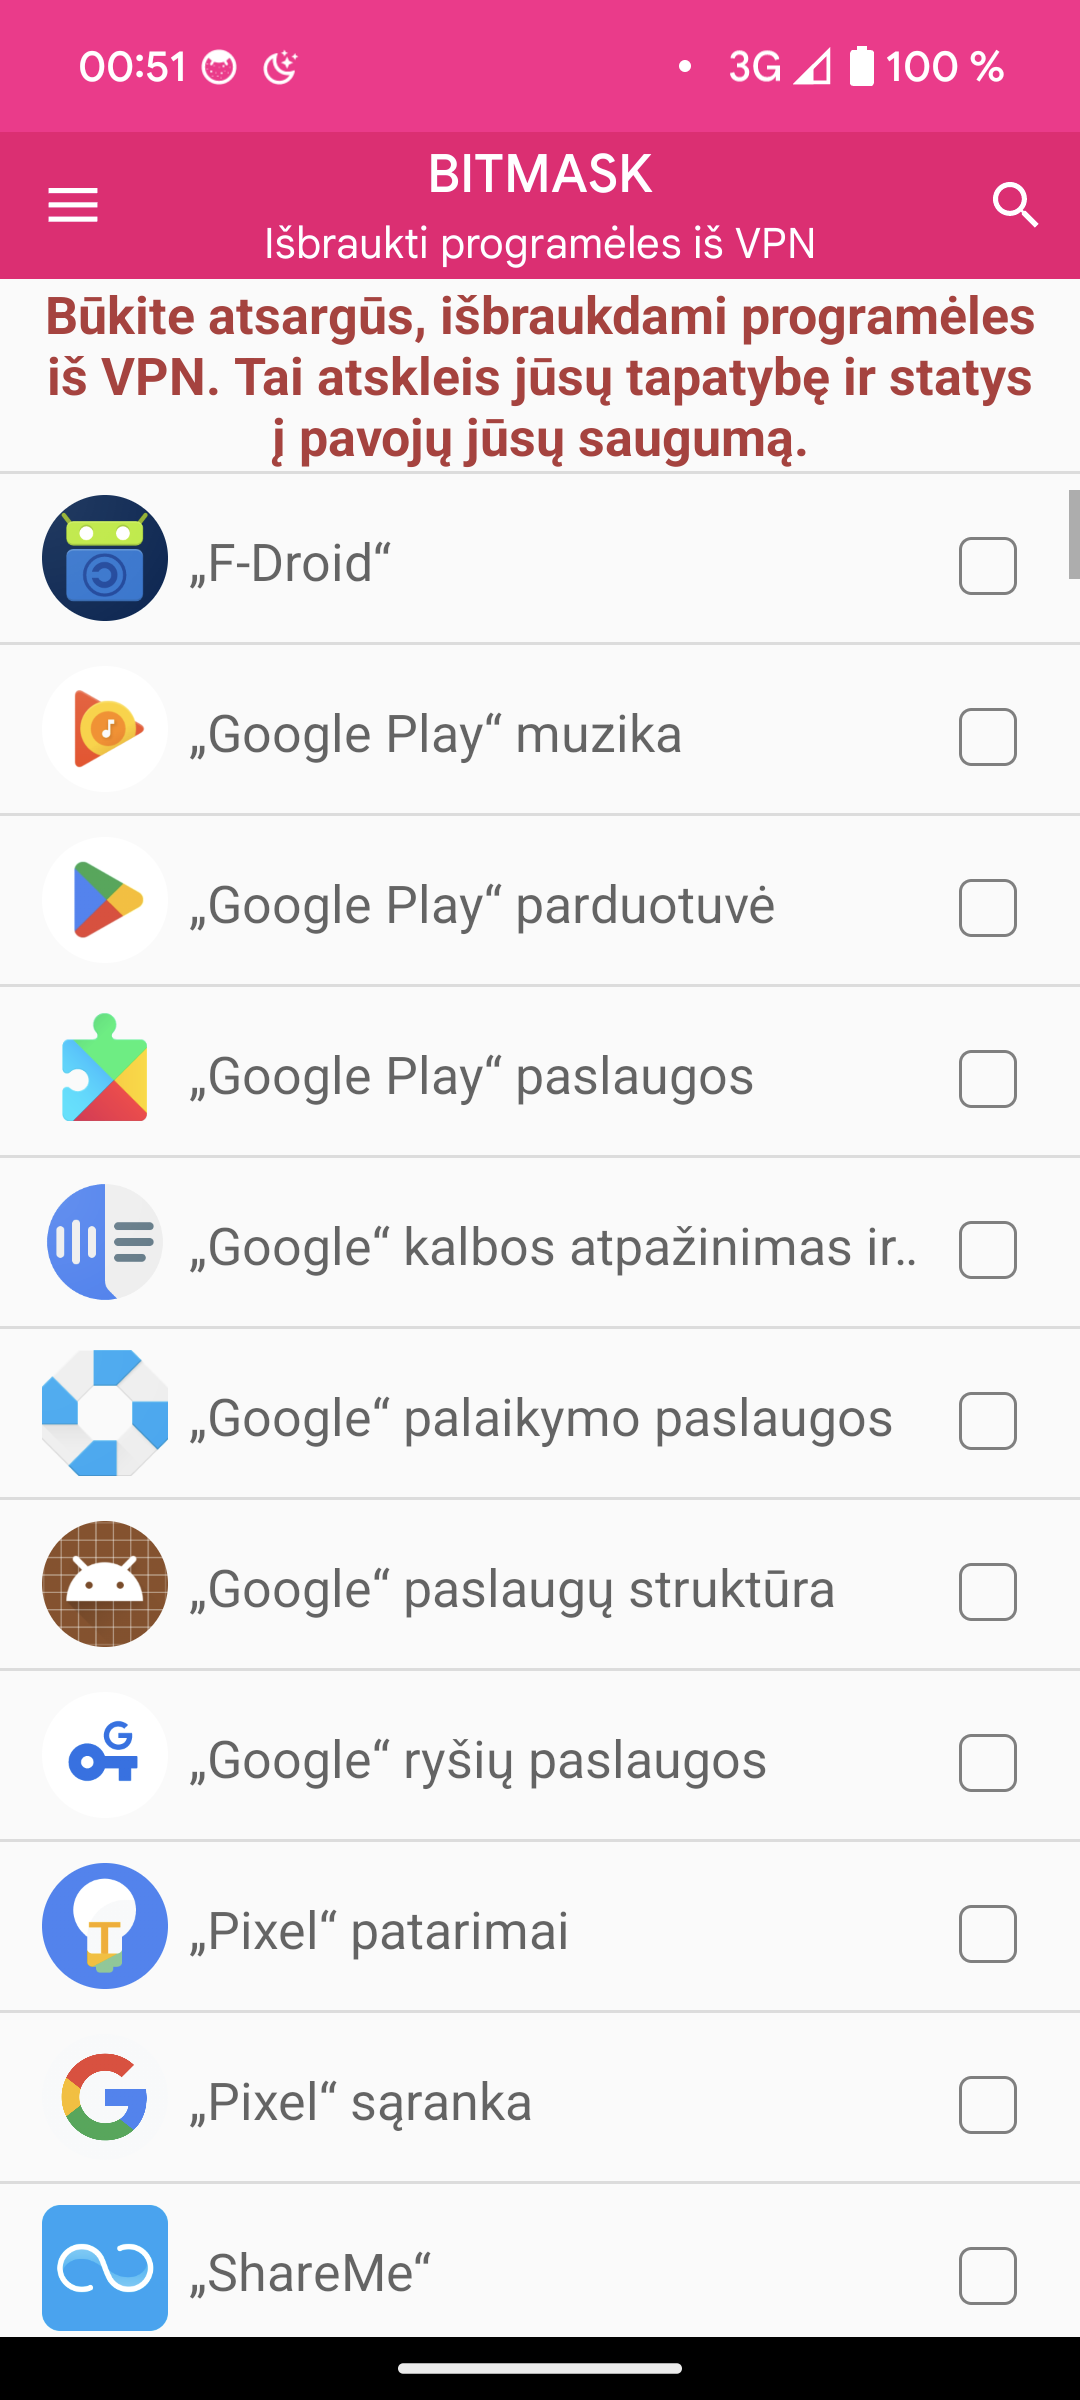 00:51
3G 100 %
BITMASK
Išbraukti programėles iš VPN
Būkite atsargūs, išbraukdami programėles
iš VPN. Tai atskleis jūsų tapatybę ir statys
į pavojų jūsų saugumą.
„F-Droid“
„Google Play“ muzika
„Google Play“ parduotuvė
„Google Play“ paslaugos
„Google“ kalbos atpažinimas ir..
„Google“ palaikymo paslaugos
„Google“ paslaugų struktūra
„Google“ ryšių paslaugos
„Pixel“ patarimai
„Pixel“ sąranka
„ShareMe“